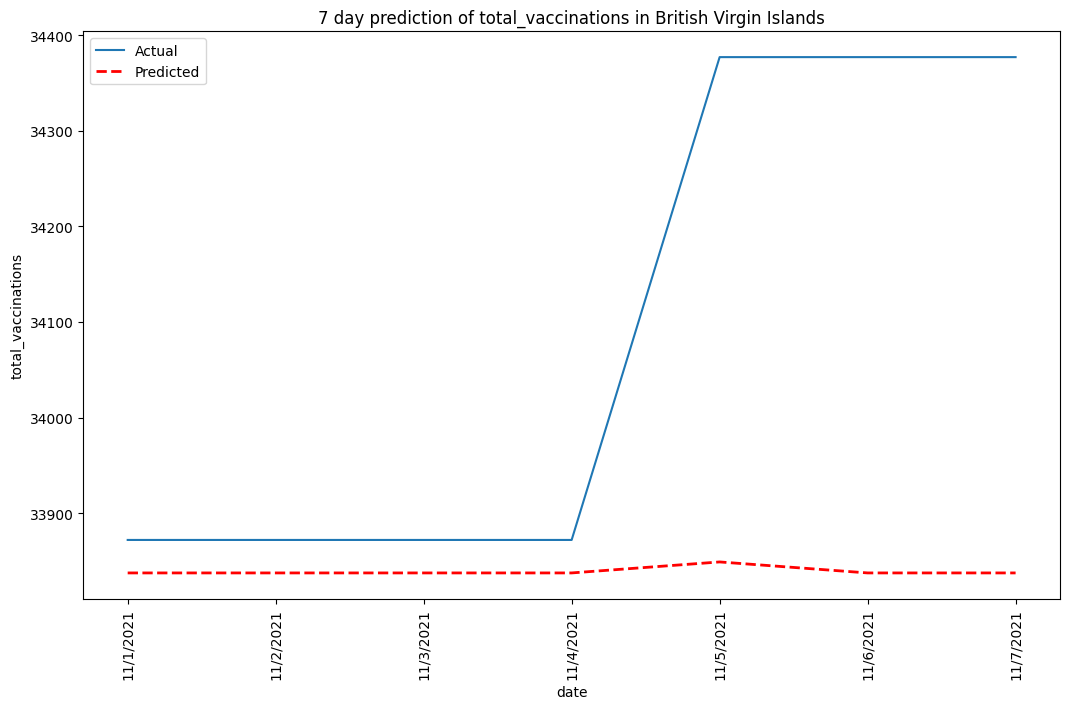 7 day prediction of total_vaccinations in British Virgin Islands
Actual
Predicted
34400
34300
34200
34100
34000
33900
total_vaccinations
11/1/2021
11/2/2021
11/3/2021
11/4/2021
11/5/2021
11/6/2021
11/7/2021
date